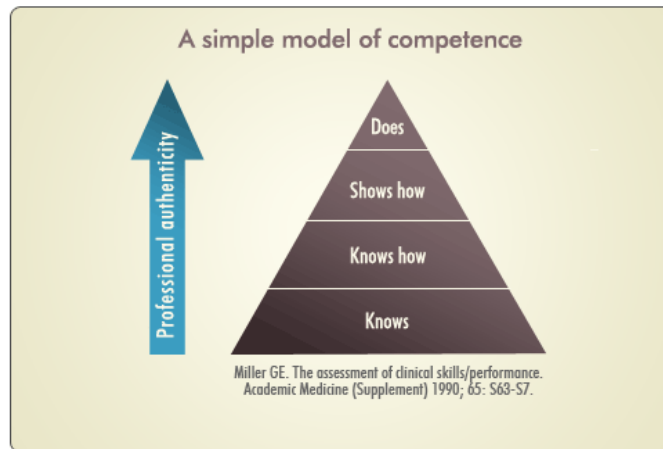 A simple model of competence
Professional authenticity
Does
Shows how
Knows how
Knows
Miller GE. The assessment of clinical skills/performance.
Academic Medicine (Supplement) 1990; 65: S63-S7.